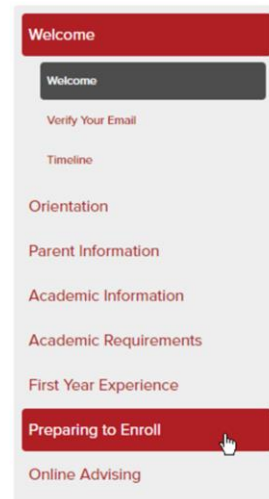 Welcome
Welcome
Verify Your Email
Timeline
Orientation
Parent Information
Academic Information
Academic Requirements
First Year Experience
Preparing to Enroll
Online Advising